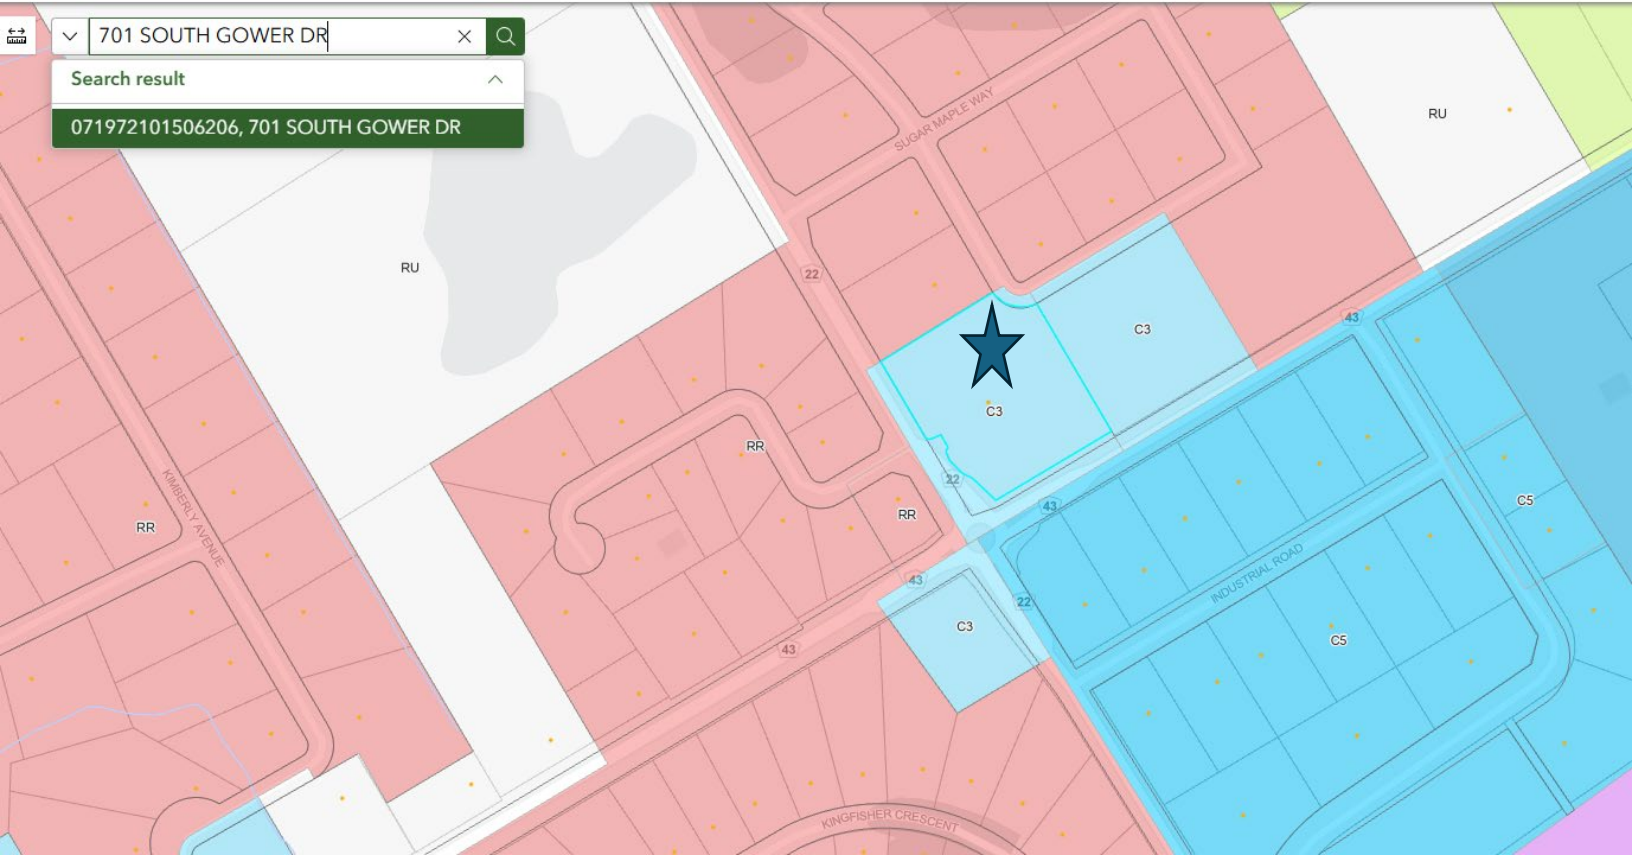 701 SOUTH GOWER DR
Search result
071972101506206, 701 SOUTH GOWER DR
SUGAR MAPLE WAY
RU
RU
22
43
C3
C3
RR
22
43
RR
C5
RR
KIMBERLY AVENUE
INDUSTRIAL ROAD
43
22
C3
C5
43
KINGFISHER CRESCENT